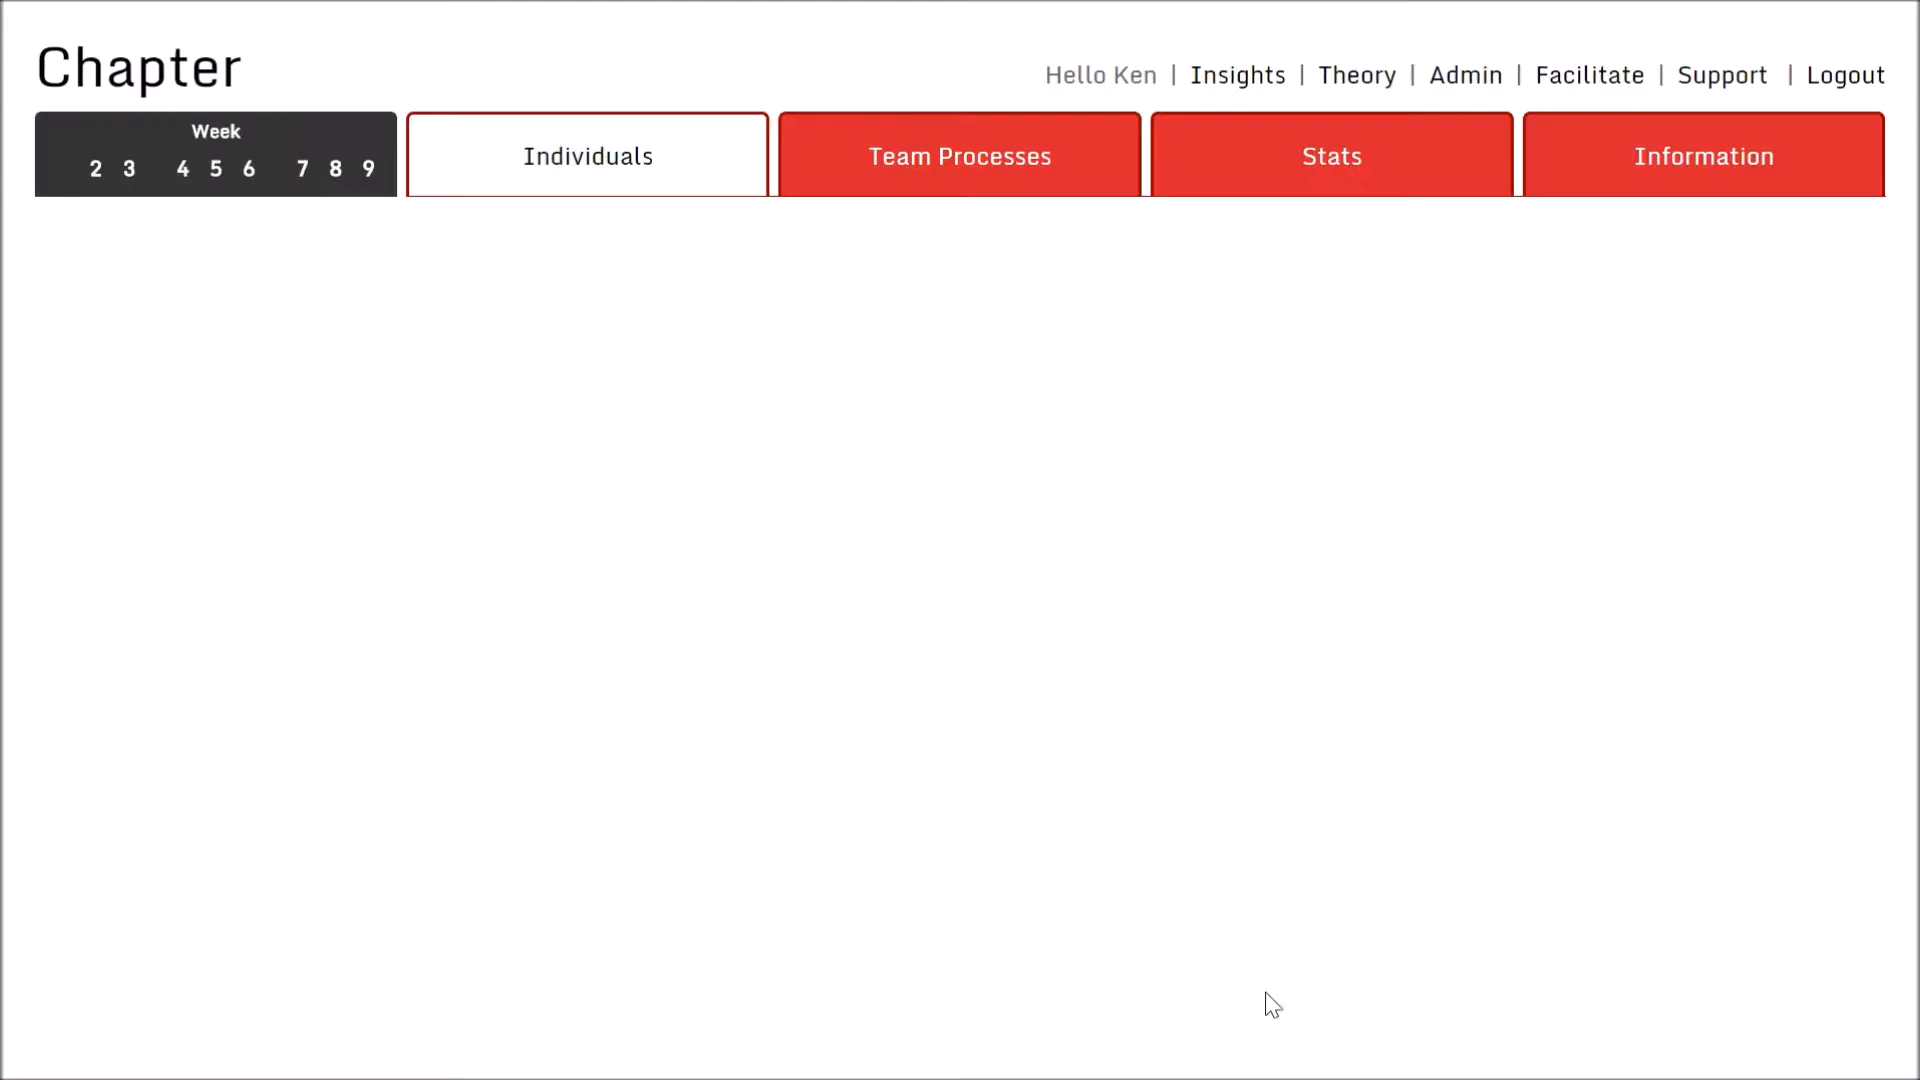 Chapter
Hello Ken | Insights | Theory | Admin | Facilitate | Support | Logout
Week
2 3 4 5 6 7 8 9
Individuals
Team Processes
Stats
Information